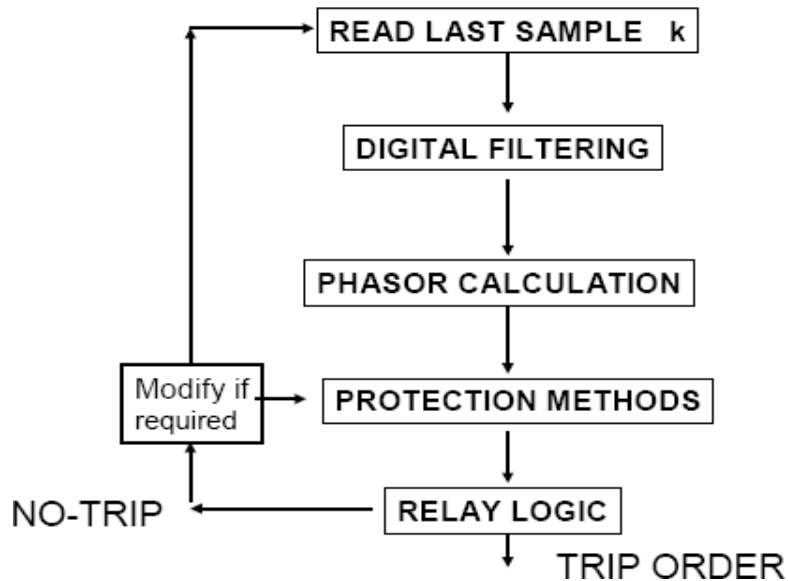 READ LAST SAMPLE k
DIGITAL FILTERING
PHASOR CALCULATION
Modify if
required
PROTECTION METHODS
NO-TRIP
RELAY LOGIC
TRIP ORDER